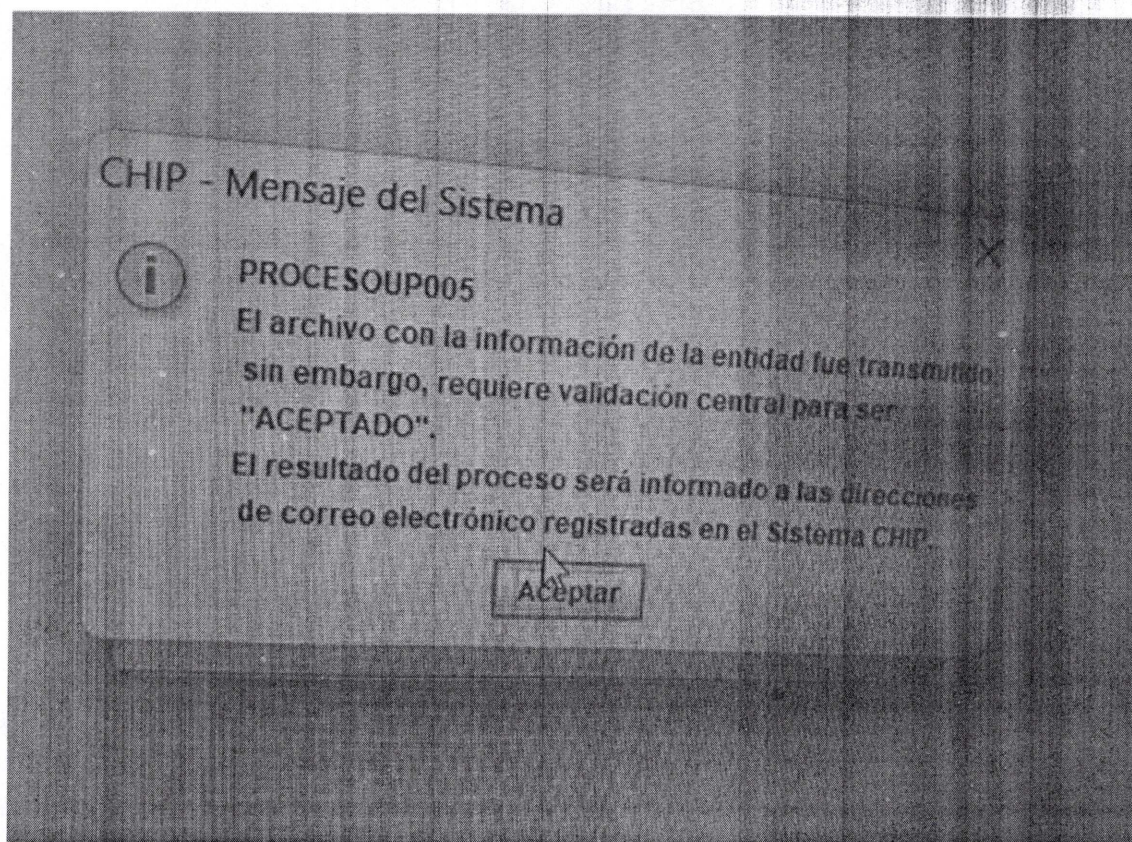 CHIP - Mensaje del Sistema
PROCESOUP005
El archivo con la información de la entidad fue transmitido
sin embargo, requiere validación central para ser
"ACEPTADO".
El resultado del proceso será informado a las direcciones
de correo electrónico registradas en el Sistema CHIP.
Aceptar